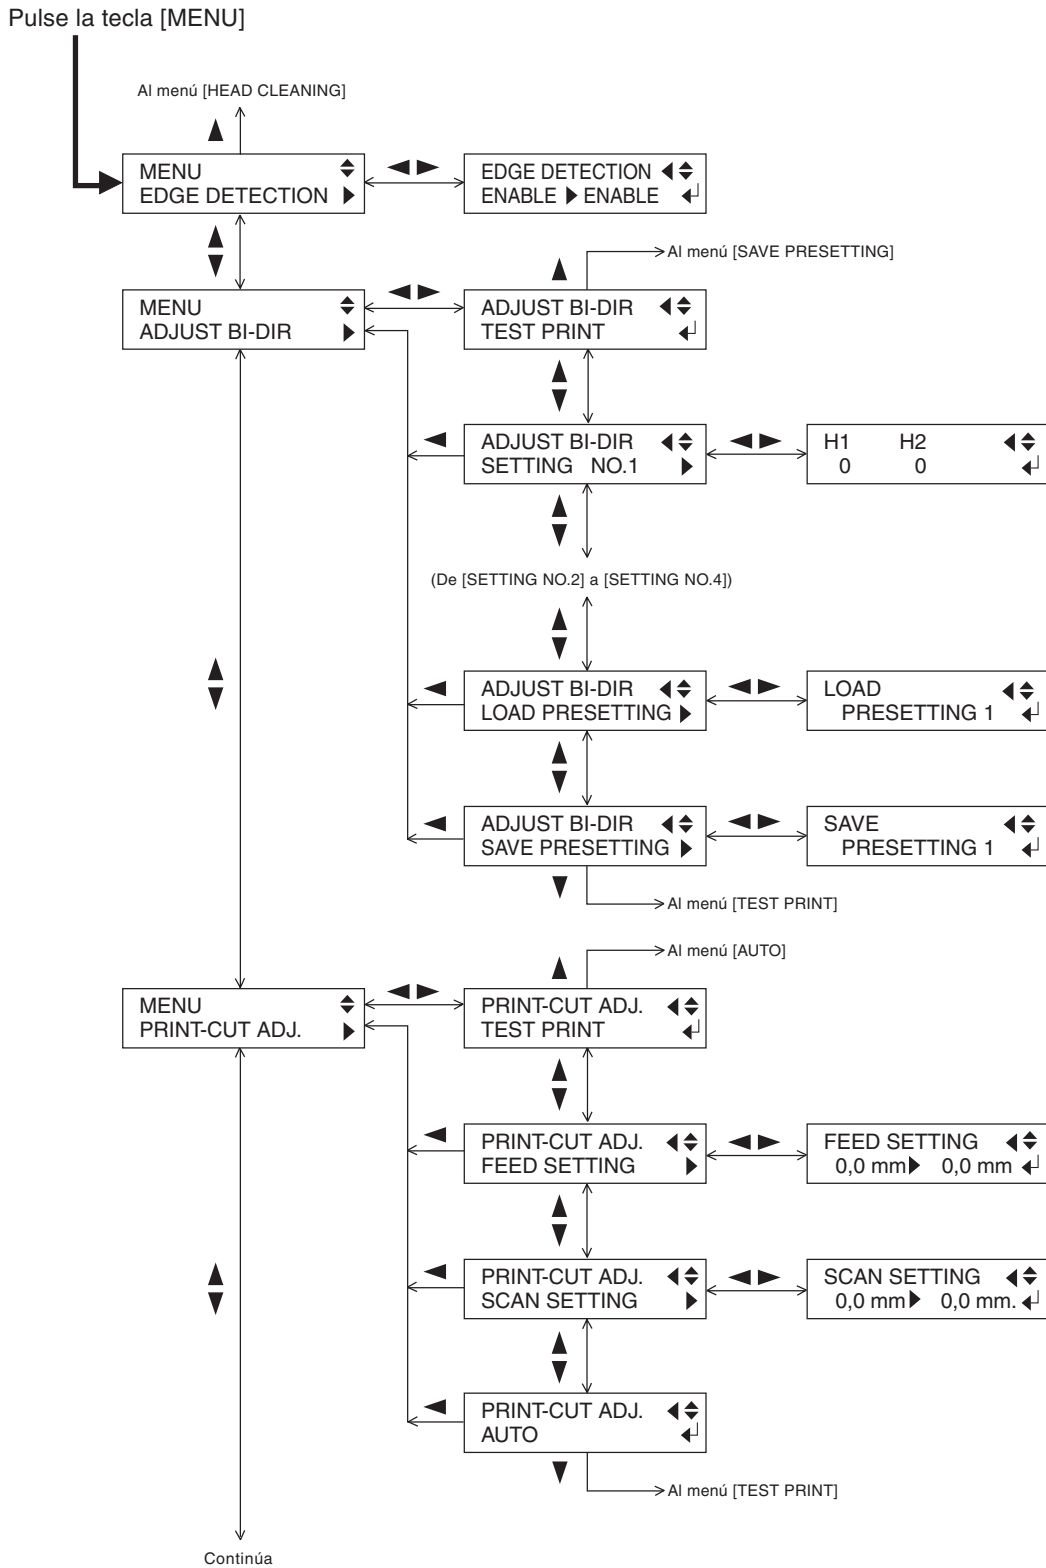 Pulse la tecla [MENU]
Al menú [HEAD CLEANING]
MENU
EDGE DETECTION
EDGE DETECTION
ENABLE ENABLE
Al menú [SAVE PRESETTING]
MENU
ADJUST BI-DIR
ADJUST BI-DIR
TEST PRINT
ADJUST BI-DIR
SETTING NO.1
H1 H2
0 0
(De [SETTING NO.2] a [SETTING NO.4])
ADJUST BI-DIR
LOAD PRESETTING
LOAD
PRESETTING 1
ADJUST BI-DIR
SAVE PRESETTING
SAVE
PRESETTING 1
Al menú [TEST PRINT]
Al menú [AUTO]
MENU
PRINT-CUT ADJ.
PRINT-CUT ADJ.
TEST PRINT
PRINT-CUT ADJ.
FEED SETTING
FEED SETTING
0,0 mm 0,0 mm
PRINT-CUT ADJ.
SCAN SETTING
SCAN SETTING
0,0 mm 0,0 mm.
PRINT-CUT ADJ.
AUTO
Al menú [TEST PRINT]
Continúa